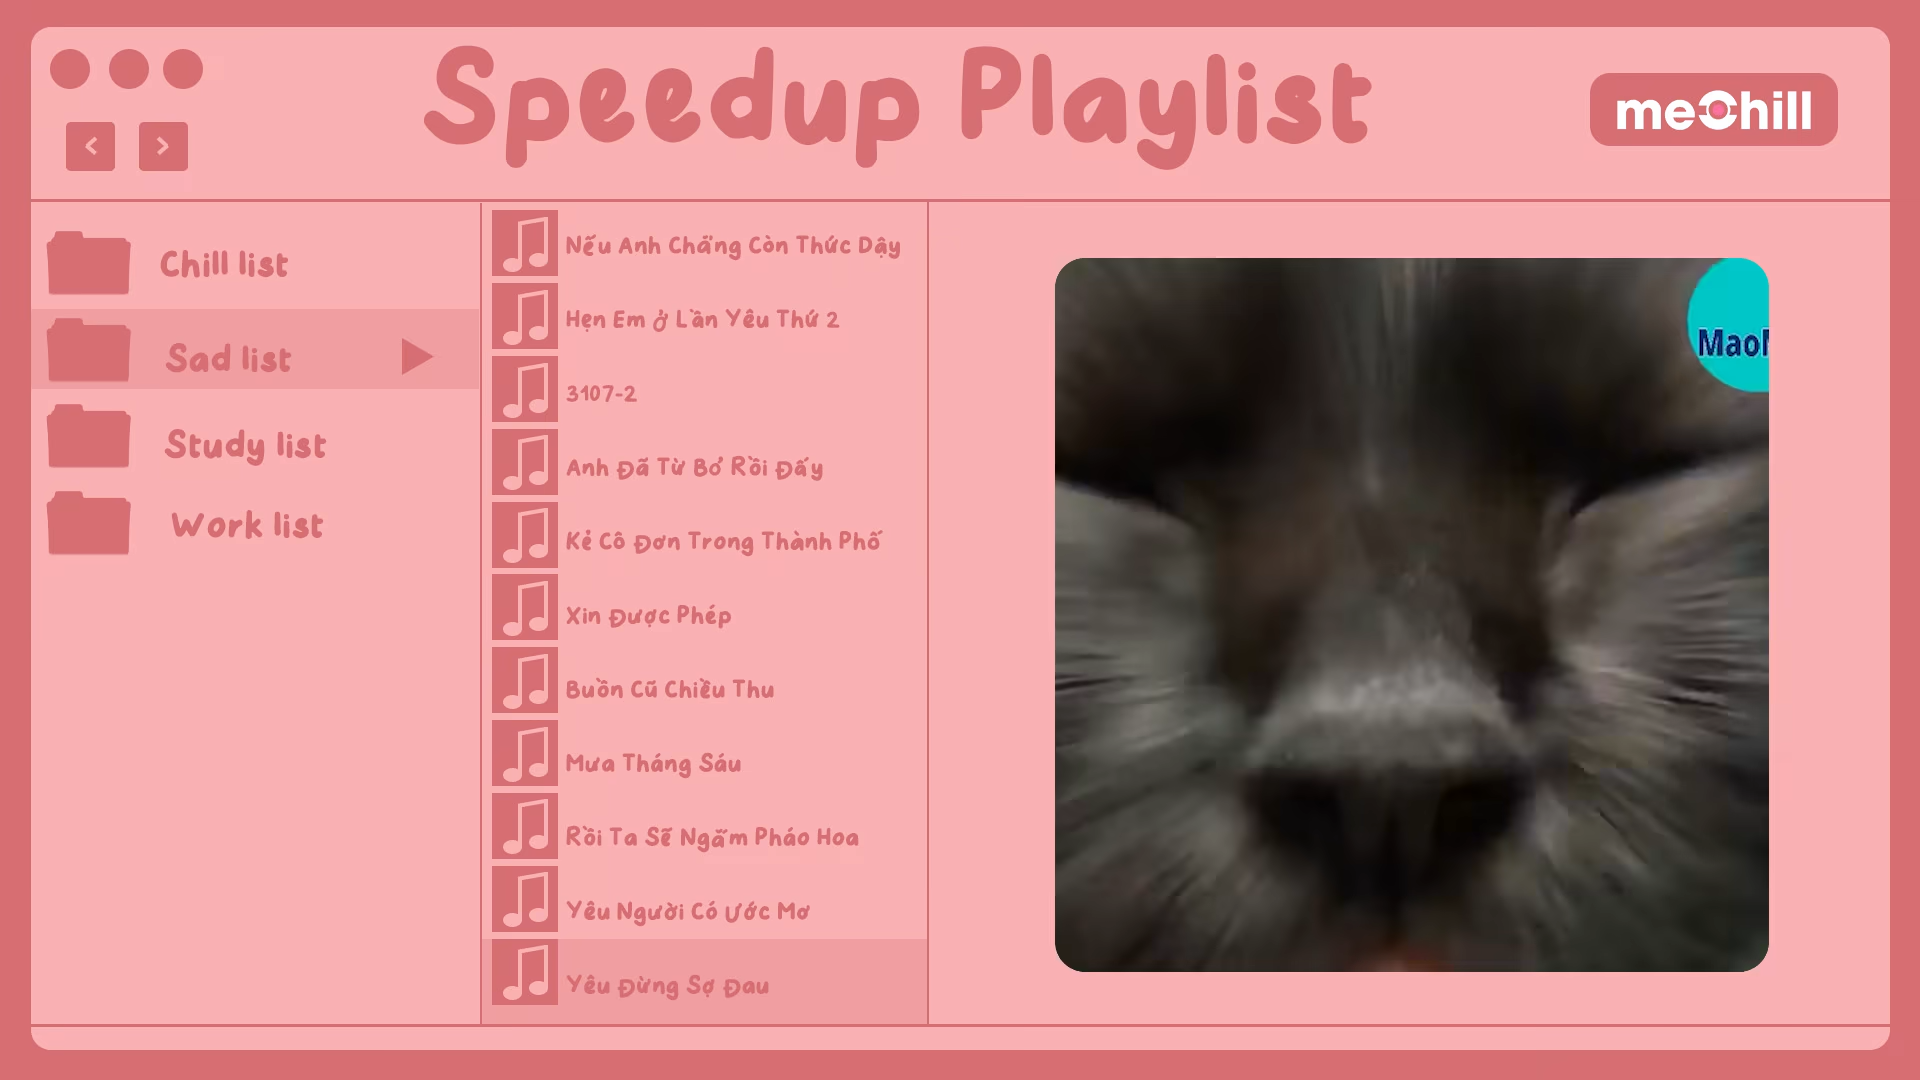 Speedup Playlist
meChill
Chill list
Sad list
Study list
Work list
Nếu Anh Chẳng Còn Thức Dậy
Hẹn Em ở Lần Yêu Thứ 2
3107-2
Anh Đã Từ Bỏ Rồi Đấy
Kẻ Cô Đơn Trong Thành Phố
Xin Được Phép
Buồn Cũ Chiều Thu
Mưa Tháng Sáu
Rồi Ta Sẽ Ngắm Pháo Hoa
Yêu Người Có Ước Mơ
Yêu Đừng Sợ Đau